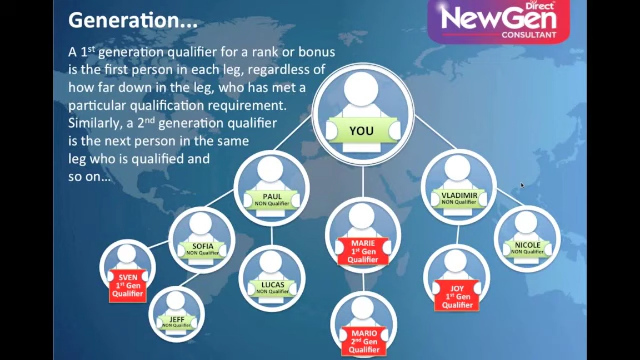 Generation...
Direct
NewGen
CONSULTANT
A 1st generation qualifier for a rank or bonus
is the first person in each leg, regardless of
how far down in the leg, who has met a
particular qualification requirement.
Similarly, a 2nd generation qualifier
is the next person in the same
leg who is qualified and
so on...
YOU
PAUL
NON Qualifier
VLADIMIR
NON Qualifier
SOFIA
NON Qualifier
MARIE
1st Gen
Qualifier
NICOLE
NON Qualifier
SVEN
1st Gen
Qualifier
LUCAS
NON Qualifier
JOY
1st Gen
Qualifier
JEFF
NON Qualifier
MARIO
2nd Gen
Qualifier